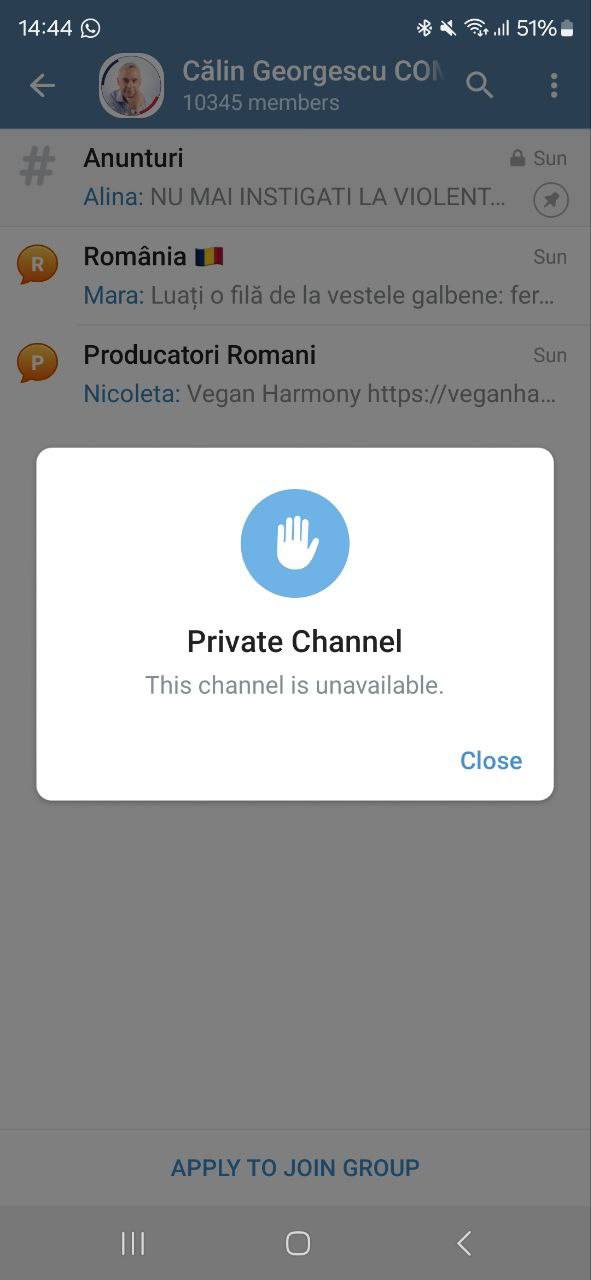 14:44
51%
Călin Georgescu CO
10345 members
Anunturi
Sun
Alina: NU MAI INSTIGATI LA VIOLENT...
R
România 🇷🇴
Sun
Mara: Luați o filă de la vestele galbene: fer...
P
Producatori Romani
Sun
Nicoleta: Vegan Harmony https://veganha...
Private Channel
This channel is unavailable.
Close
APPLY TO JOIN GROUP